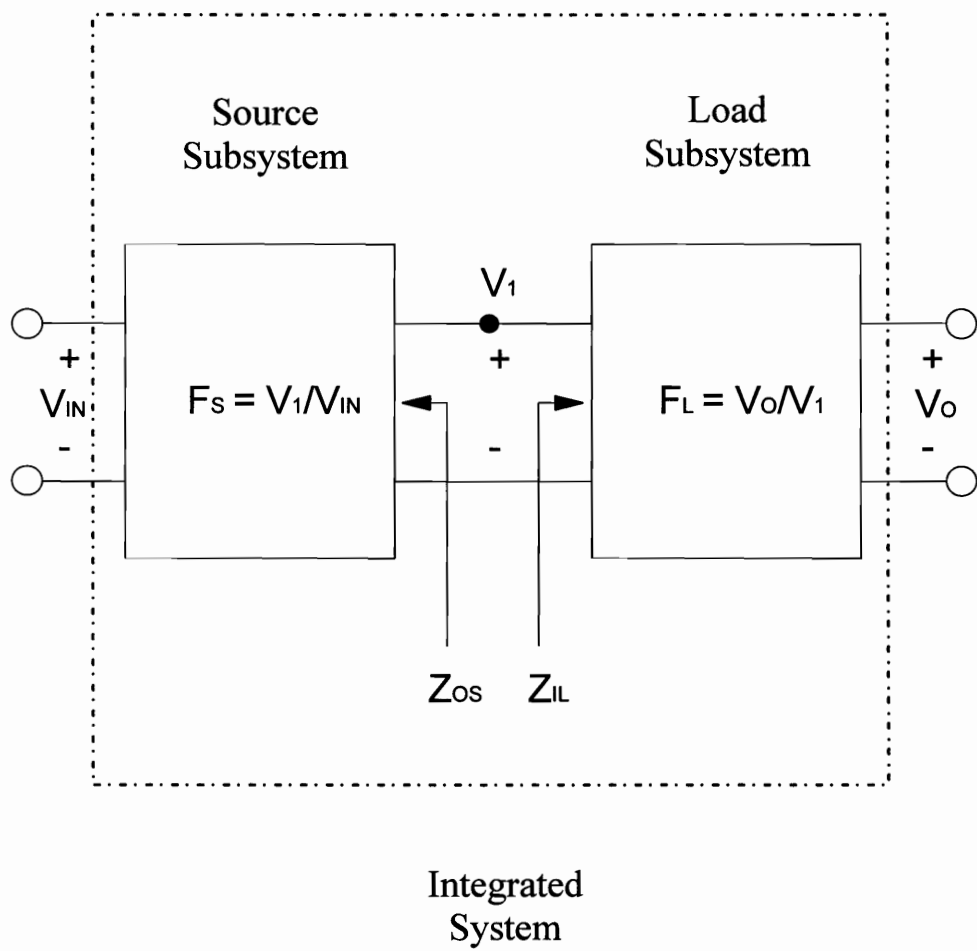 Source
Subsystem
Load
Subsystem
V1
+
VIN
-
FS = V1/VIN
+
-
FL = VO/V1
+
VO
-
ZOS
ZIL
Integrated
System